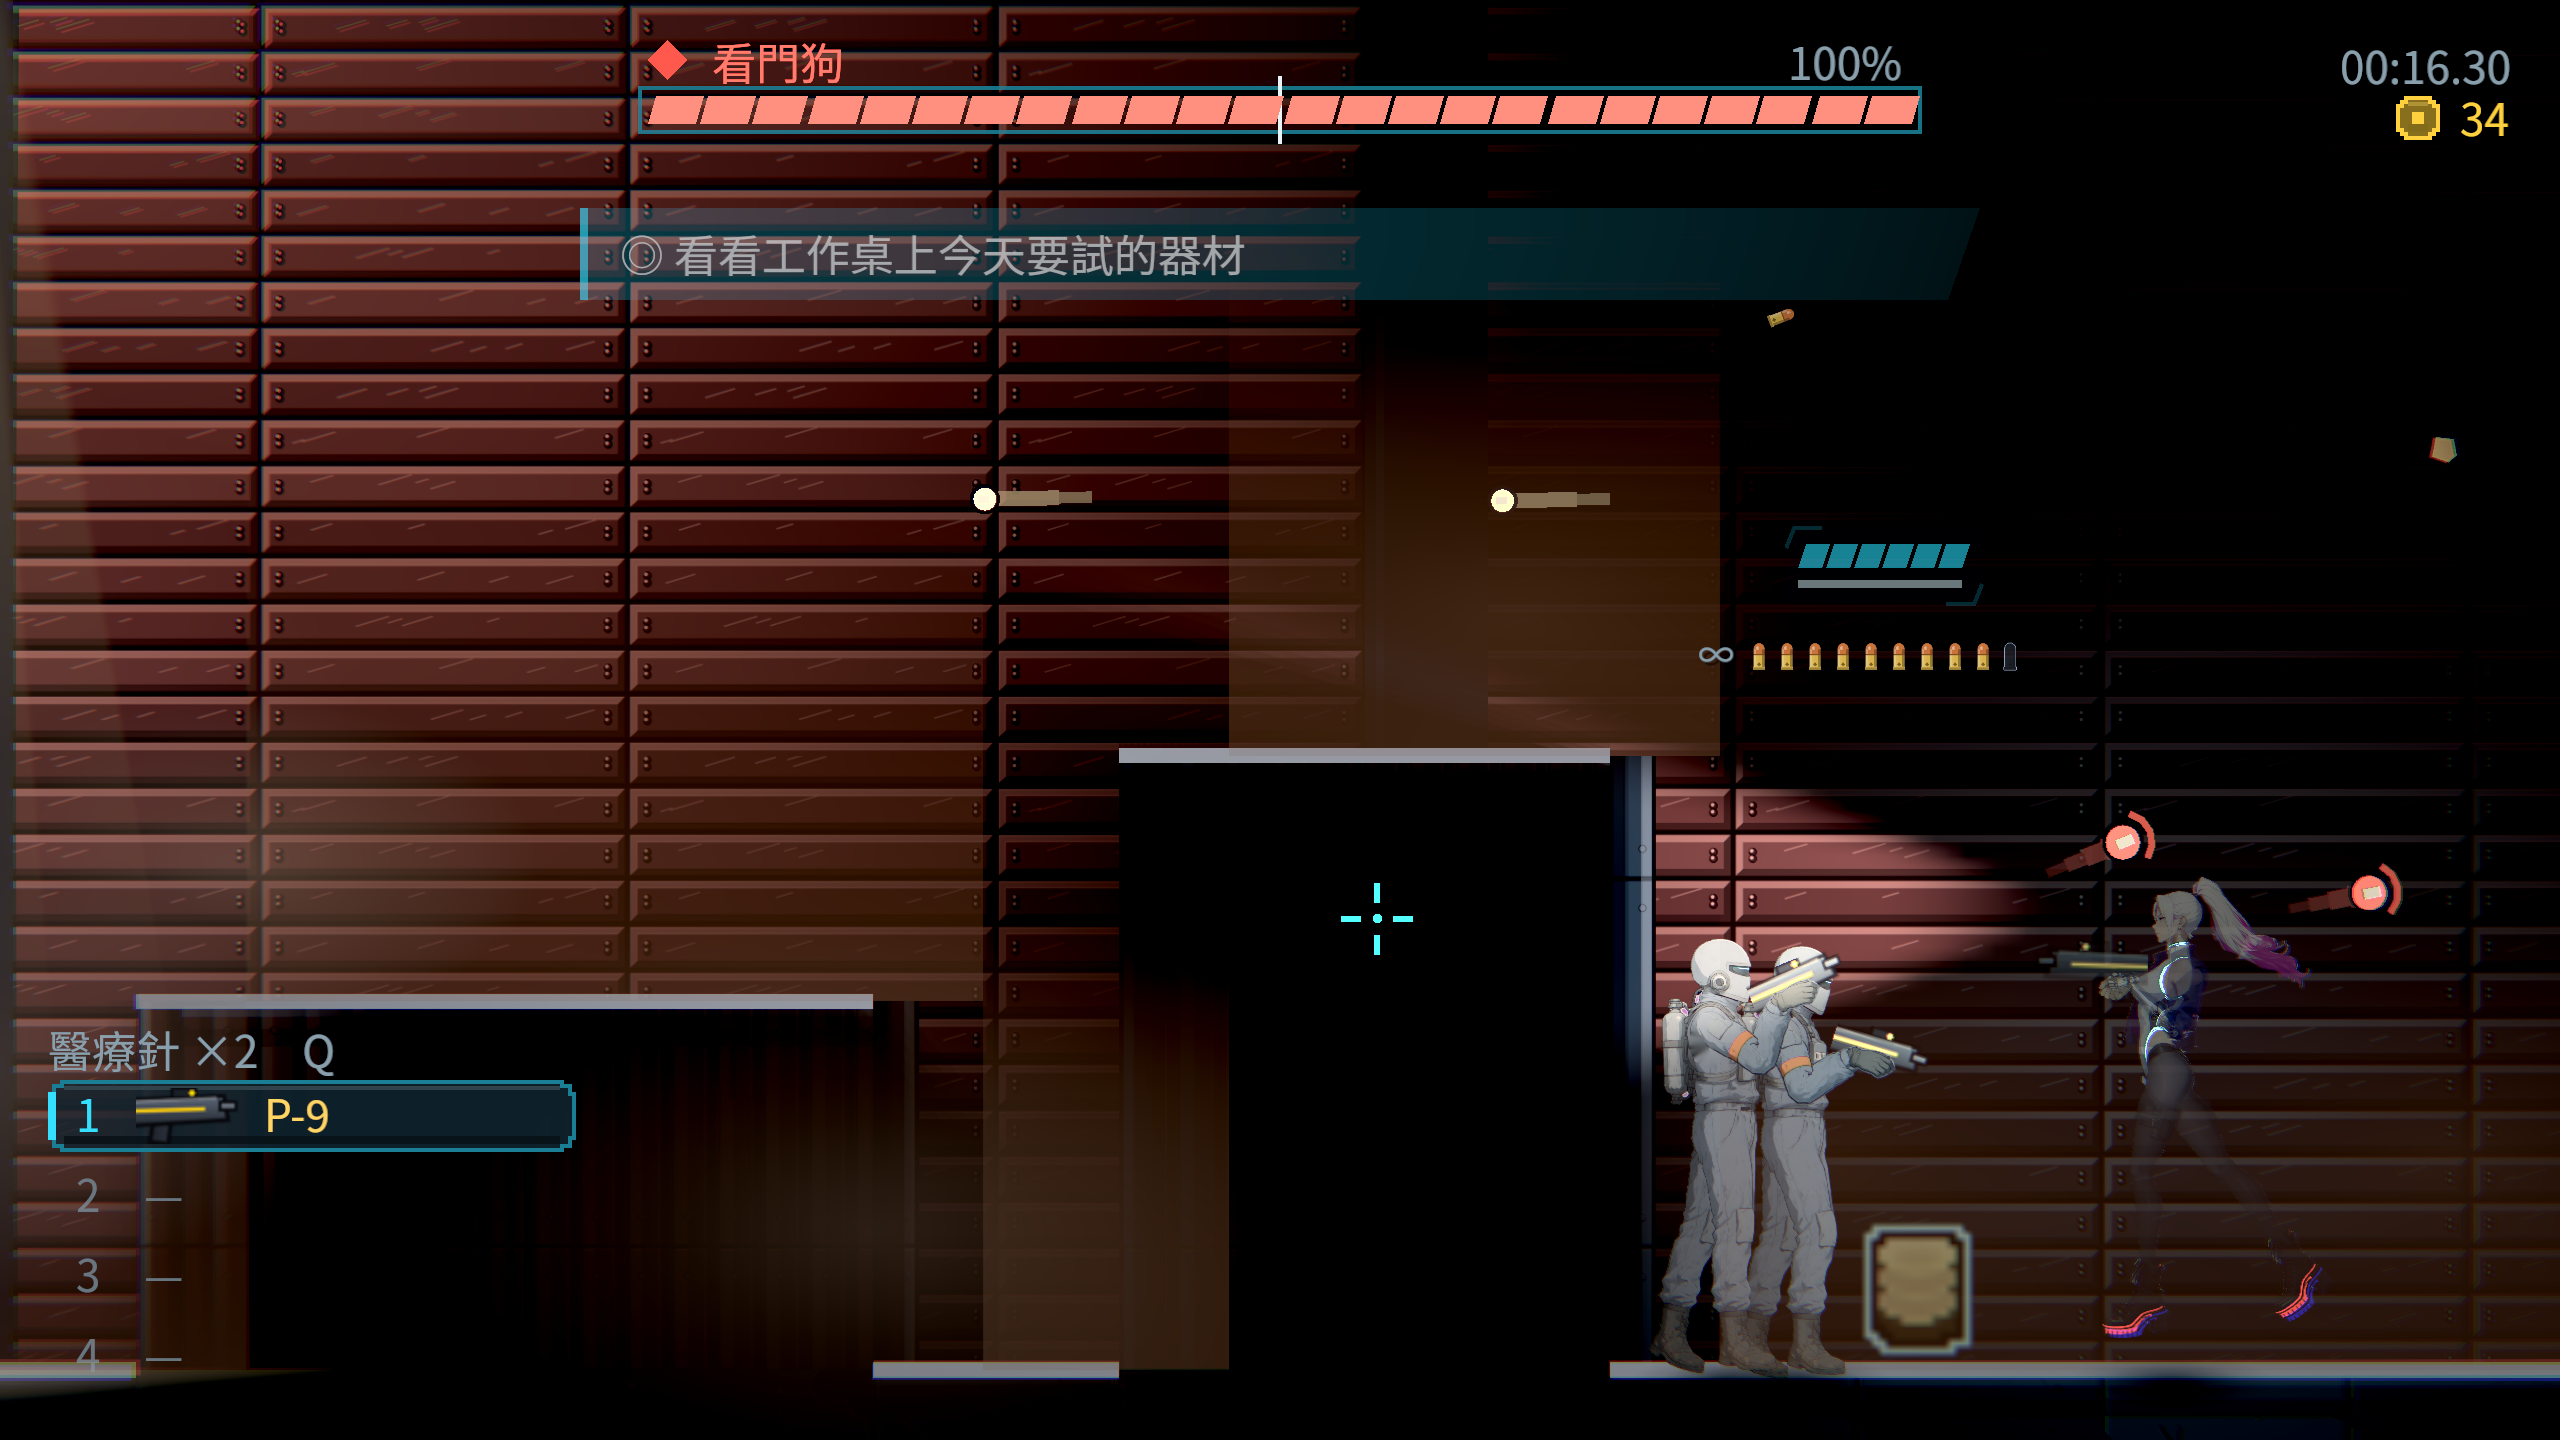 看門狗
100%
00:16.30
34
◎ 看看工作桌上今天要試的器材
∞
醫療針 ×2 Q
1 P-9
2 —
3 —
4 —